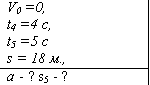 V₀ =0,
t₄ =4 с,
t₅ =5 с
s = 18 м.,
a - ? s₅ - ?